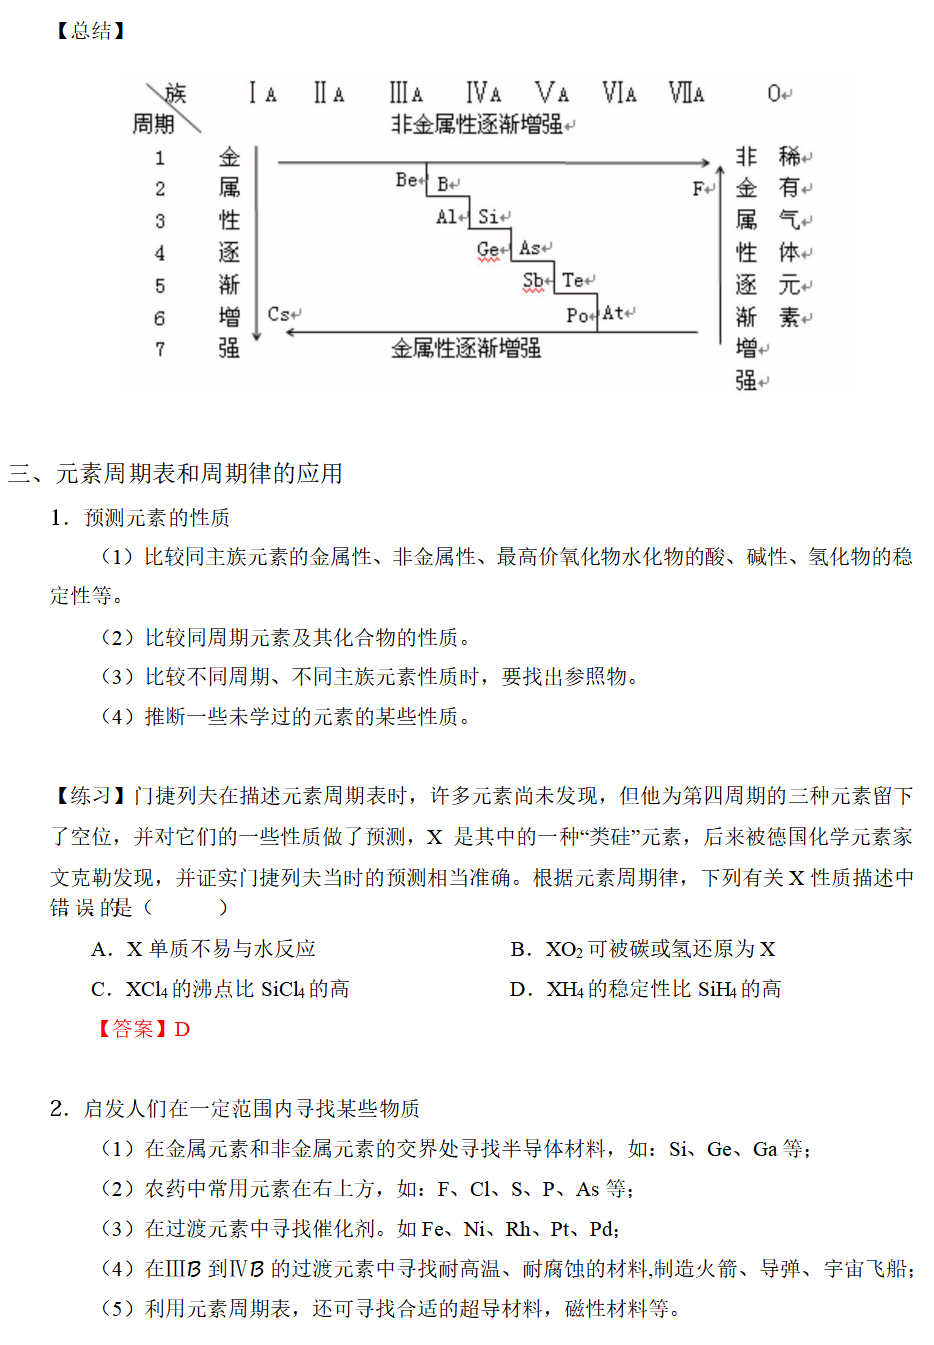 【总结】
族 ⅠA ⅡA ⅢA ⅣA ⅤA ⅥA ⅦA 0↵
周期 非金属性逐渐增强↵
1 金 非 稀↵
2 属 Be↵ B↵ F↵ 金 有↵
3 性 Al↵ Si↵ 属 气↵
4 逐 Ge↵ As↵ 性 体↵
5 渐 Sb↵ Te↵ 逐 元↵
6 增 Cs↵ Po↵ At↵ 渐 素↵
7 强 金属性逐渐增强 增↵
强↵
三、元素周期表和周期律的应用
1．预测元素的性质
（1）比较同主族元素的金属性、非金属性、最高价氧化物水化物的酸、碱性、氢化物的稳
定性等。
（2）比较同周期元素及其化合物的性质。
（3）比较不同周期、不同主族元素性质时，要找出参照物。
（4）推断一些未学过的元素的某些性质。
【练习】门捷列夫在描述元素周期表时，许多元素尚未发现，但他为第四周期的三种元素留下
了空位，并对它们的一些性质做了预测，X 是其中的一种“类硅”元素，后来被德国化学元素家
文克勒发现，并证实门捷列夫当时的预测相当准确。根据元素周期律，下列有关 X 性质描述中
错误的是（ ）
A．X 单质不易与水反应 B．XO₂可被碳或氢还原为 X
C．XCl₄的沸点比 SiCl₄的高 D．XH₄的稳定性比 SiH₄的高
【答案】D
2．启发人们在一定范围内寻找某些物质
（1）在金属元素和非金属元素的交界处寻找半导体材料，如：Si、Ge、Ga 等；
（2）农药中常用元素在右上方，如：F、Cl、S、P、As 等；
（3）在过渡元素中寻找催化剂。如 Fe、Ni、Rh、Pt、Pd；
（4）在ⅢB 到ⅣB 的过渡元素中寻找耐高温、耐腐蚀的材料,制造火箭、导弹、宇宙飞船；
（5）利用元素周期表，还可寻找合适的超导材料，磁性材料等。